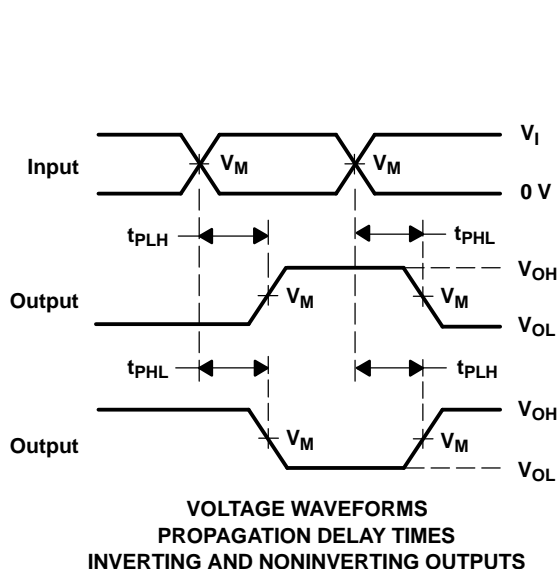 V_I
Input V_M V_M
0 V
t_PLH t_PHL
V_OH
Output V_M V_M
V_OL
t_PHL t_PLH
V_OH
Output V_M V_M
V_OL
VOLTAGE WAVEFORMS
PROPAGATION DELAY TIMES
INVERTING AND NONINVERTING OUTPUTS